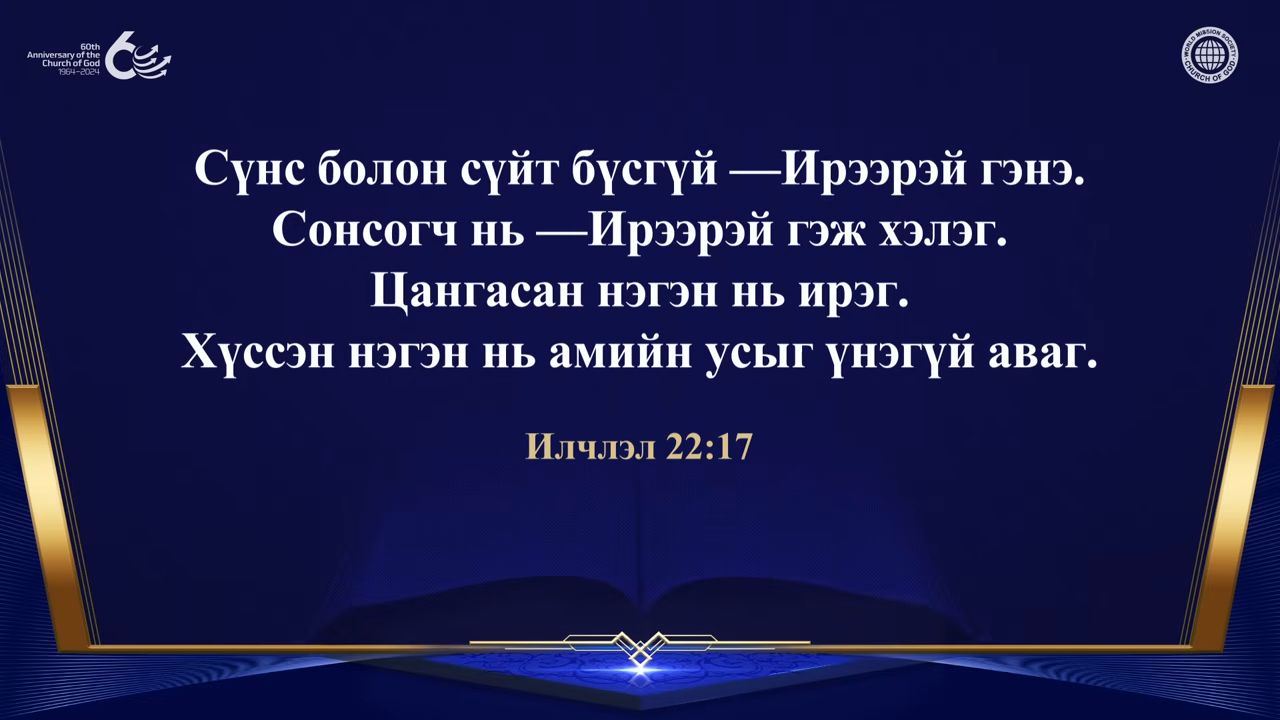 60th
Anniversary of the
Church of God
1964–2024
WORLD MISSION SOCIETY
CHURCH OF GOD
Сүнс болон сүйт бүсгүй —Ирээрэй гэнэ.
Сонсогч нь —Ирээрэй гэж хэлэг.
Цангасан нэгэн нь ирэг.
Хүссэн нэгэн нь амийн усыг үнэгүй аваг.
Илчлэл 22:17